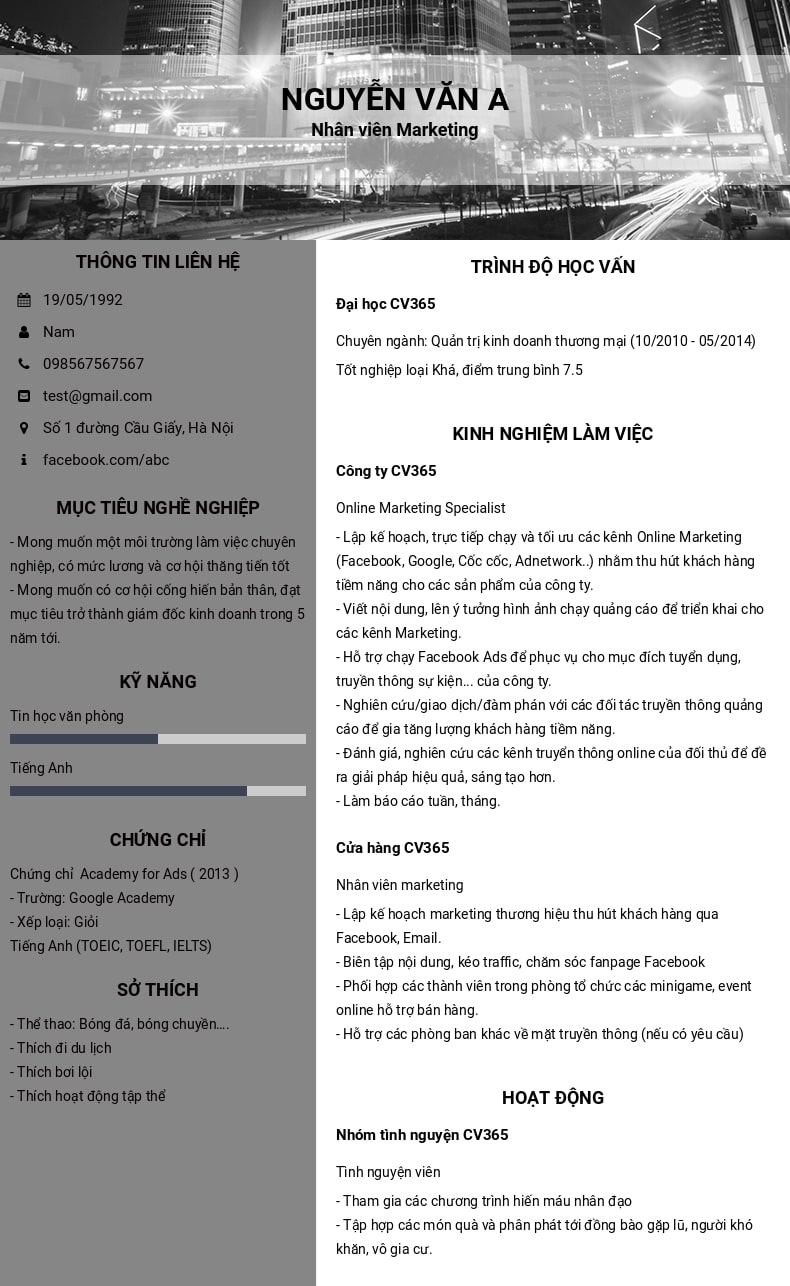 NGUYỄN VĂN A
Nhân viên Marketing
THÔNG TIN LIÊN HỆ
19/05/1992
Nam
098567567567
test@gmail.com
Số 1 đường Cầu Giấy, Hà Nội
facebook.com/abc
MỤC TIÊU NGHỀ NGHIỆP
- Mong muốn một môi trường làm việc chuyên
nghiệp, có mức lương và cơ hội thăng tiến tốt
- Mong muốn có cơ hội cống hiến bản thân, đạt
mục tiêu trở thành giám đốc kinh doanh trong 5
năm tới.
KỸ NĂNG
Tin học văn phòng
Tiếng Anh
CHỨNG CHỈ
Chứng chỉ  Academy for Ads ( 2013 )
- Trường: Google Academy
- Xếp loại: Giỏi
Tiếng Anh (TOEIC, TOEFL, IELTS)
SỞ THÍCH
- Thể thao: Bóng đá, bóng chuyền....
- Thích đi du lịch
- Thích bơi lội
- Thích hoạt động tập thể
TRÌNH ĐỘ HỌC VẤN
Đại học CV365
Chuyên ngành: Quản trị kinh doanh thương mại (10/2010 - 05/2014)
Tốt nghiệp loại Khá, điểm trung bình 7.5
KINH NGHIỆM LÀM VIỆC
Công ty CV365
Online Marketing Specialist
- Lập kế hoạch, trực tiếp chạy và tối ưu các kênh Online Marketing
(Facebook, Google, Cốc cốc, Adnetwork..) nhằm thu hút khách hàng
tiềm năng cho các sản phẩm của công ty.
- Viết nội dung, lên ý tưởng hình ảnh chạy quảng cáo để triển khai cho
các kênh Marketing.
- Hỗ trợ chạy Facebook Ads để phục vụ cho mục đích tuyển dụng,
truyền thông sự kiện... của công ty.
- Nghiên cứu/giao dịch/đàm phán với các đối tác truyền thông quảng
cáo để gia tăng lượng khách hàng tiềm năng.
- Đánh giá, nghiên cứu các kênh truyển thông online của đối thủ để đề
ra giải pháp hiệu quả, sáng tạo hơn.
- Làm báo cáo tuần, tháng.
Cửa hàng CV365
Nhân viên marketing
- Lập kế hoạch marketing thương hiệu thu hút khách hàng qua
Facebook, Email.
- Biên tập nội dung, kéo traffic, chăm sóc fanpage Facebook
- Phối hợp các thành viên trong phòng tổ chức các minigame, event
online hỗ trợ bán hàng.
- Hỗ trợ các phòng ban khác về mặt truyền thông (nếu có yêu cầu)
HOẠT ĐỘNG
Nhóm tình nguyện CV365
Tình nguyện viên
- Tham gia các chương trình hiến máu nhân đạo
- Tập hợp các món quà và phân phát tới đồng bào gặp lũ, người khó
khăn, vô gia cư.